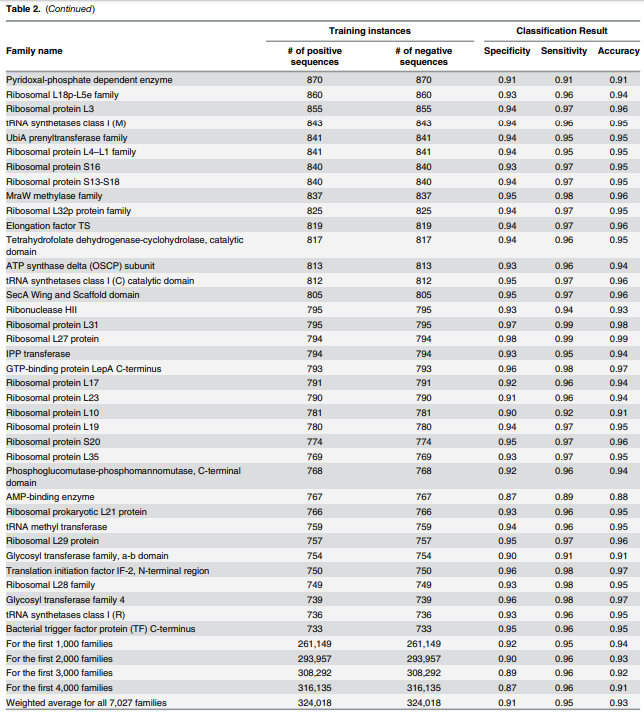 Table 2. (Continued)
Training instances Classification Result
Family name # of positive sequences # of negative sequences Specificity Sensitivity Accuracy
Pyridoxal-phosphate dependent enzyme 870 870 0.91 0.91 0.91
Ribosomal L18p-L5e family 860 860 0.93 0.96 0.94
Ribosomal protein L3 855 855 0.94 0.97 0.96
tRNA synthetases class I (M) 843 843 0.94 0.96 0.95
UbiA prenyltransferase family 841 841 0.94 0.95 0.95
Ribosomal protein L4–L1 family 841 841 0.94 0.95 0.95
Ribosomal protein S16 840 840 0.93 0.97 0.95
Ribosomal protein S13-S18 840 840 0.94 0.97 0.95
MraW methylase family 837 837 0.95 0.98 0.96
Ribosomal L32p protein family 825 825 0.94 0.97 0.95
Elongation factor TS 819 819 0.94 0.97 0.96
Tetrahydrofolate dehydrogenase-cyclohydrolase, catalytic domain 817 817 0.94 0.96 0.95
ATP synthase delta (OSCP) subunit 813 813 0.93 0.96 0.94
tRNA synthetases class I (C) catalytic domain 812 812 0.95 0.97 0.96
SecA Wing and Scaffold domain 805 805 0.95 0.97 0.96
Ribonuclease HII 795 795 0.93 0.94 0.93
Ribosomal protein L31 795 795 0.97 0.99 0.98
Ribosomal L27 protein 794 794 0.98 0.99 0.99
IPP transferase 794 794 0.93 0.95 0.94
GTP-binding protein LepA C-terminus 793 793 0.96 0.98 0.97
Ribosomal protein L17 791 791 0.92 0.96 0.94
Ribosomal protein L23 790 790 0.91 0.96 0.94
Ribosomal protein L10 781 781 0.90 0.92 0.91
Ribosomal protein L19 780 780 0.94 0.97 0.95
Ribosomal protein S20 774 774 0.95 0.97 0.96
Ribosomal protein L35 769 769 0.93 0.97 0.95
Phosphoglucomutase-phosphomannomutase, C-terminal domain 768 768 0.92 0.96 0.94
AMP-binding enzyme 767 767 0.87 0.89 0.88
Ribosomal prokaryotic L21 protein 766 766 0.93 0.96 0.95
tRNA methyl transferase 759 759 0.94 0.96 0.95
Ribosomal L29 protein 757 757 0.95 0.97 0.96
Glycosyl transferase family, a-b domain 754 754 0.90 0.91 0.91
Translation initiation factor IF-2, N-terminal region 750 750 0.96 0.98 0.97
Ribosomal L28 family 749 749 0.93 0.98 0.95
Glycosyl transferase family 4 739 739 0.96 0.98 0.97
tRNA synthetases class I (R) 736 736 0.93 0.96 0.95
Bacterial trigger factor protein (TF) C-terminus 733 733 0.95 0.96 0.95
For the first 1,000 families 261,149 261,149 0.92 0.95 0.94
For the first 2,000 families 293,957 293,957 0.90 0.96 0.93
For the first 3,000 families 308,292 308,292 0.89 0.96 0.92
For the first 4,000 families 316,135 316,135 0.87 0.96 0.91
Weighted average for all 7,027 families 324,018 324,018 0.91 0.95 0.93